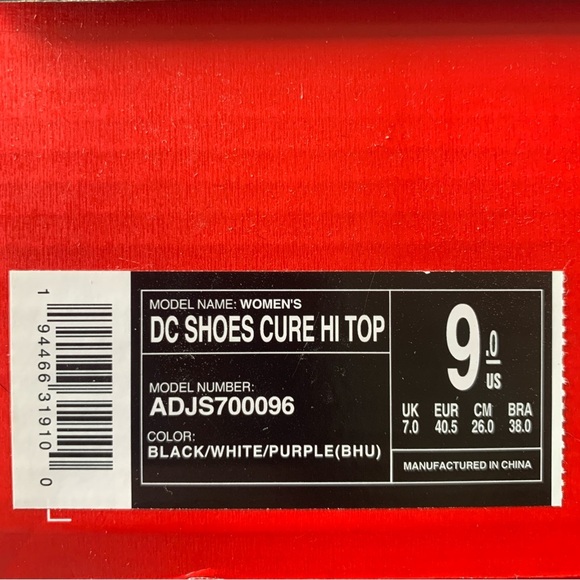 1 94466 31910 0
MODEL NAME: WOMEN'S
DC SHOES CURE HI TOP
MODEL NUMBER:
ADJS700096
COLOR:
BLACK/WHITE/PURPLE(BHU)
9.0
US
UK EUR CM BRA
7.0 40.5 26.0 38.0
MANUFACTURED IN CHINA